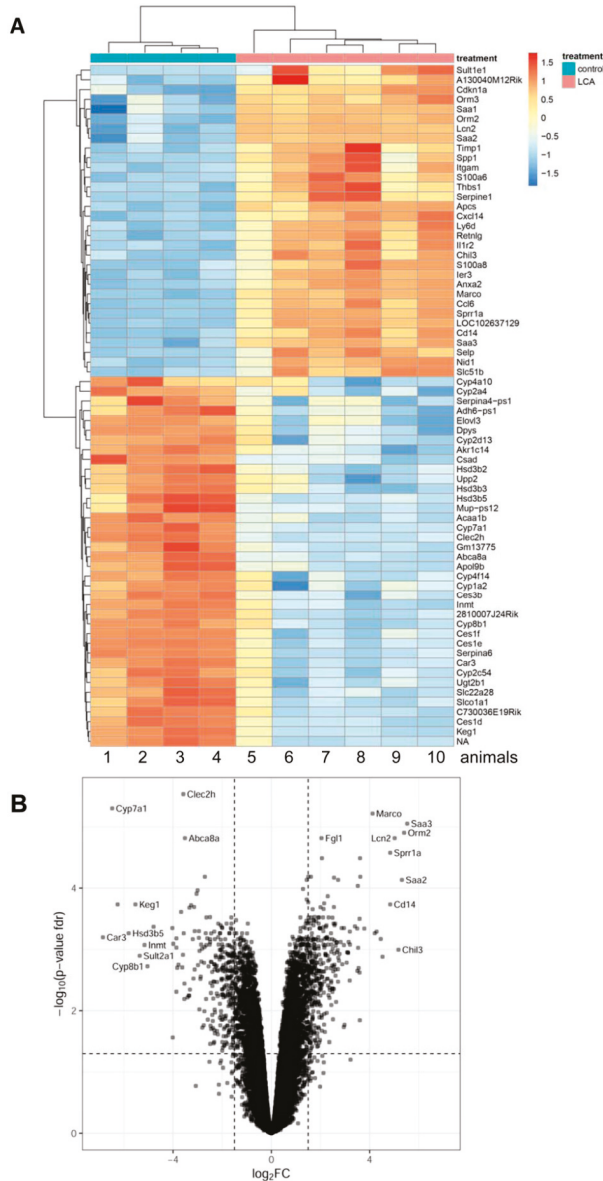 A
treatment
Sult1e1
A130040M12Rik
Cdkn1a
Orm3
Saa1
Orm2
Lcn2
Saa2
Timp1
Spp1
Itgam
S100a6
Thbs1
Serpine1
Apcs
Cxcl14
Ly6d
Retnlg
Il1r2
Chil3
S100a8
Ier3
Anxa2
Marco
Ccl6
Sprr1a
LOC102637129
Cd14
Saa3
Selp
Nid1
Slc51b
Cyp4a10
Cyp2a4
Serpina4-ps1
Adh6-ps1
Elovl3
Dpys
Cyp2d13
Akr1c14
Csad
Hsd3b2
Upp2
Hsd3b3
Hsd3b5
Mup-ps12
Acaa1b
Cyp7a1
Clec2h
Gm13775
Abca8a
Apol9b
Cyp4f14
Cyp1a2
Ces3b
Inmt
2810007J24Rik
Cyp8b1
Ces1f
Ces1e
Serpina6
Car3
Cyp2c54
Ugt2b1
Slc22a28
Slco1a1
C730036E19Rik
Ces1d
Keg1
NA
1.5
1
0.5
0
−0.5
−1
−1.5
treatment
control
LCA
1 2 3 4 5 6 7 8 9 10 animals
B
Clec2h
Cyp7a1
Marco
Saa3
Orm2
Abca8a
Fgl1
Lcn2
Sprr1a
Saa2
Keg1
Cd14
Hsd3b5
Car3
Inmt
Chil3
Sult2a1
Cyp8b1
4
2
0
−log10(p-value fdr)
−4 0 4
log2FC